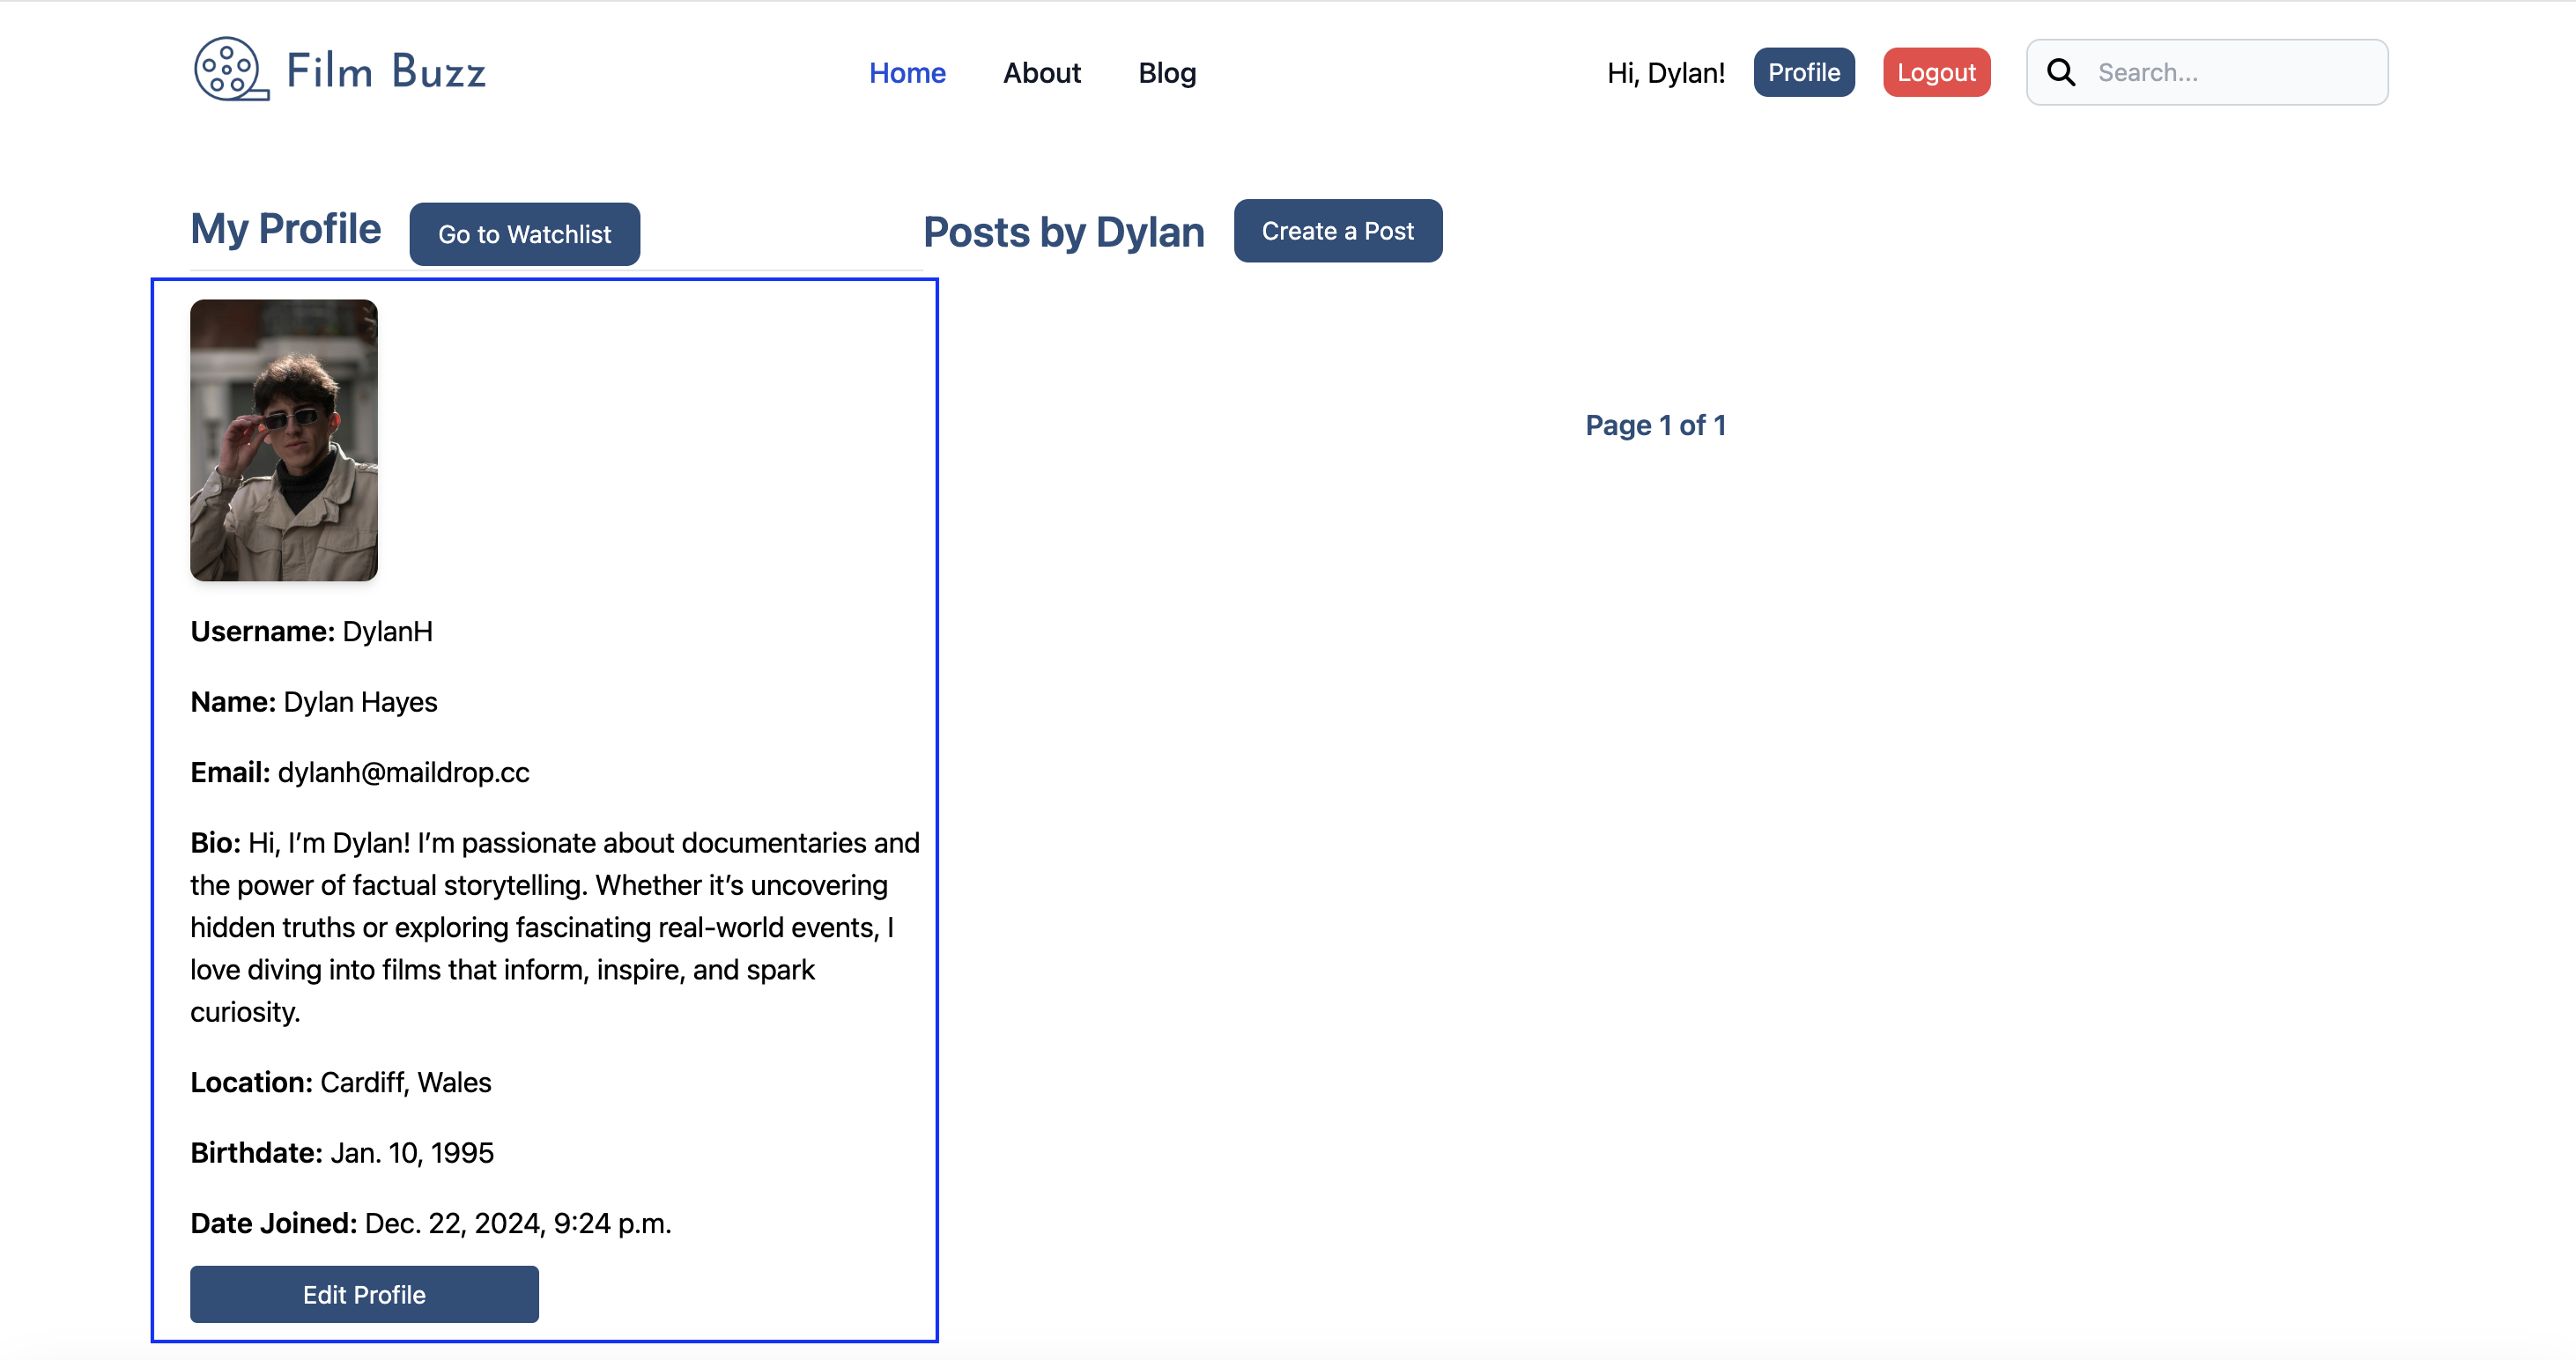 Film Buzz
Home About Blog
Hi, Dylan! Profile Logout Search...
My Profile Go to Watchlist
Posts by Dylan Create a Post
Page 1 of 1
Username: DylanH
Name: Dylan Hayes
Email: dylanh@maildrop.cc
Bio: Hi, I’m Dylan! I’m passionate about documentaries and
the power of factual storytelling. Whether it’s uncovering
hidden truths or exploring fascinating real-world events, I
love diving into films that inform, inspire, and spark
curiosity.
Location: Cardiff, Wales
Birthdate: Jan. 10, 1995
Date Joined: Dec. 22, 2024, 9:24 p.m.
Edit Profile